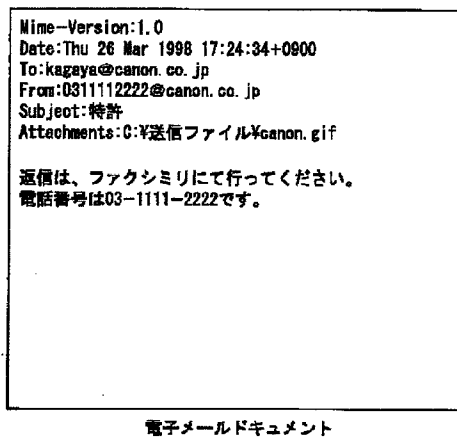 Mime-Version:1.0
Date:Thu 26 Mar 1998 17:24:34+0900
To:kagaya@canon.co.jp
From:0311112222@canon.co.jp
Subject:特許
Attachments:C:¥送信ファイル¥canon.gif
返信は、ファクシミリにて行ってください。
電話番号は03-1111-2222です。
電子メールドキュメント